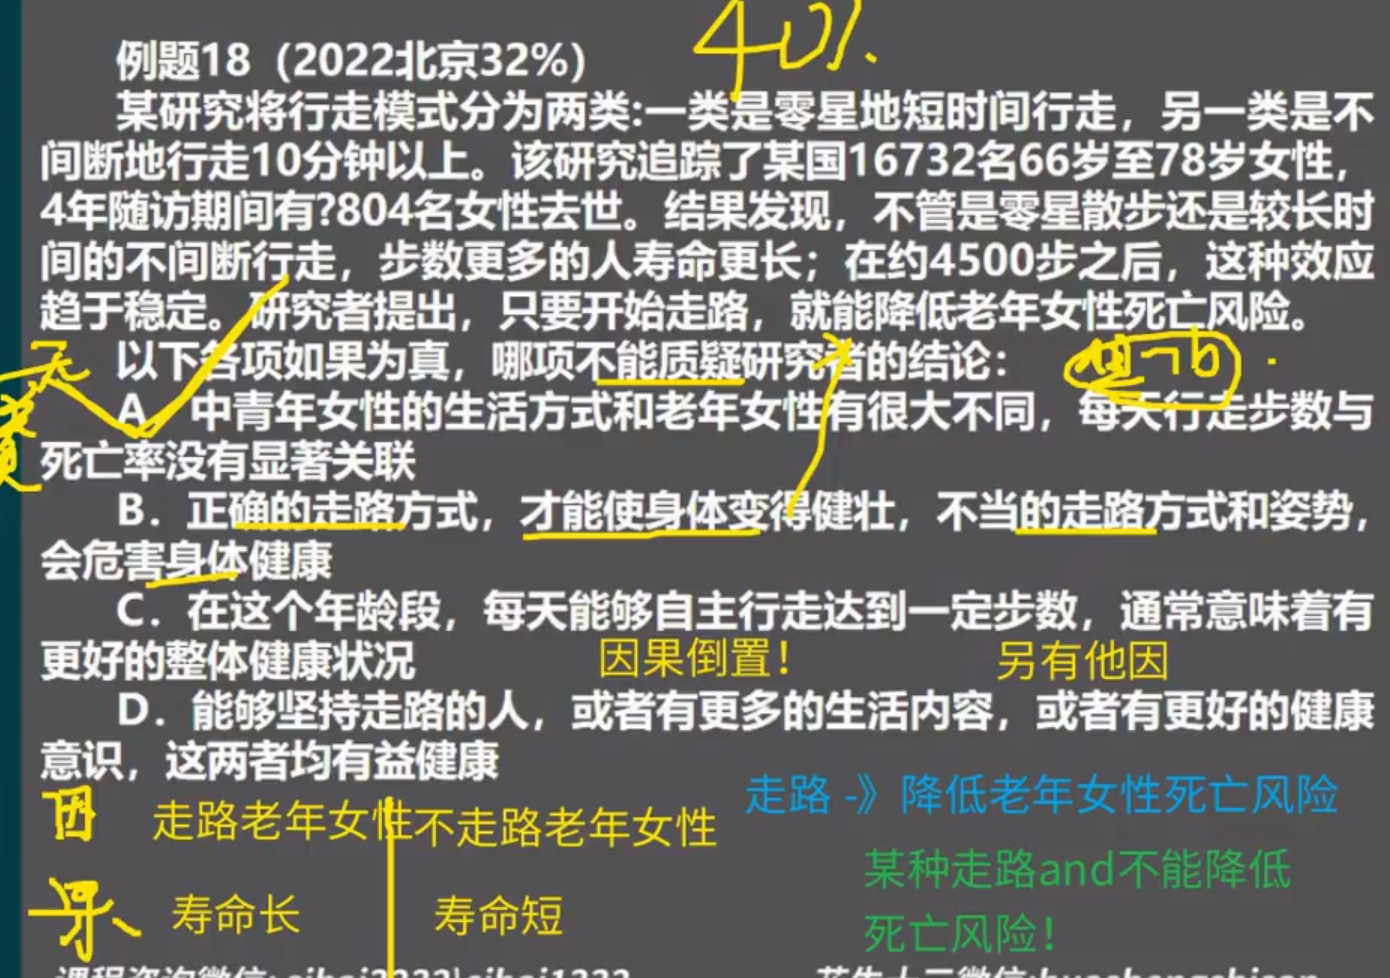 40%.
例题18（2022北京32%）
某研究将行走模式分为两类:一类是零星地短时间行走，另一类是不
间断地行走10分钟以上。该研究追踪了某国16732名66岁至78岁女性，
4年随访期间有?804名女性去世。结果发现，不管是零星散步还是较长时
间的不间断行走，步数更多的人寿命更长；在约4500步之后，这种效应
趋于稳定。研究者提出，只要开始走路，就能降低老年女性死亡风险。
以下各项如果为真，哪项不能质疑研究者的结论：
无
A．中青年女性的生活方式和老年女性有很大不同，每天行走步数与
死亡率没有显著关联
B．正确的走路方式，才能使身体变得健壮，不当的走路方式和姿势，
会危害身体健康
C．在这个年龄段，每天能够自主行走达到一定步数，通常意味着有
更好的整体健康状况
因果倒置！
另有他因
D．能够坚持走路的人，或者有更多的生活内容，或者有更好的健康
意识，这两者均有益健康
走路 -》降低老年女性死亡风险
因 走路老年女性 不走路老年女性
某种走路and不能降低
死亡风险！
果 寿命长 寿命短